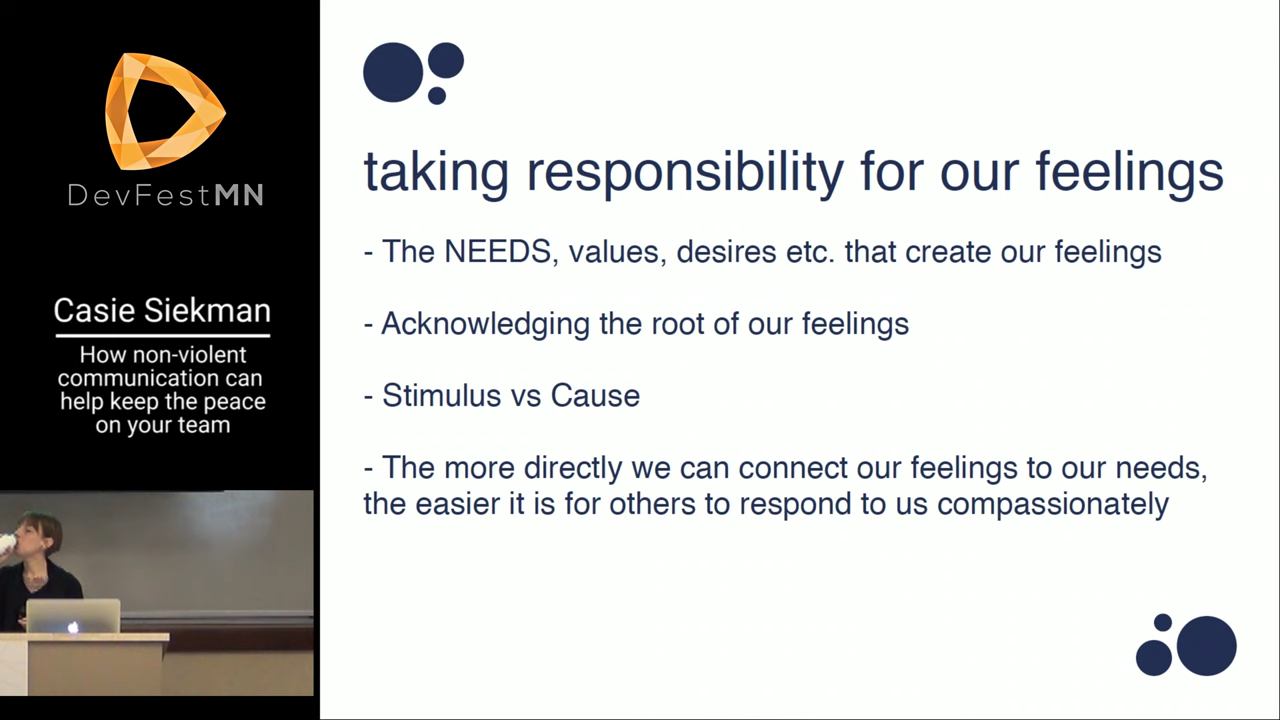 DevFestMN
Casie Siekman
How non-violent
communication can
help keep the peace
on your team
taking responsibility for our feelings
- The NEEDS, values, desires etc. that create our feelings
- Acknowledging the root of our feelings
- Stimulus vs Cause
- The more directly we can connect our feelings to our needs,
the easier it is for others to respond to us compassionately